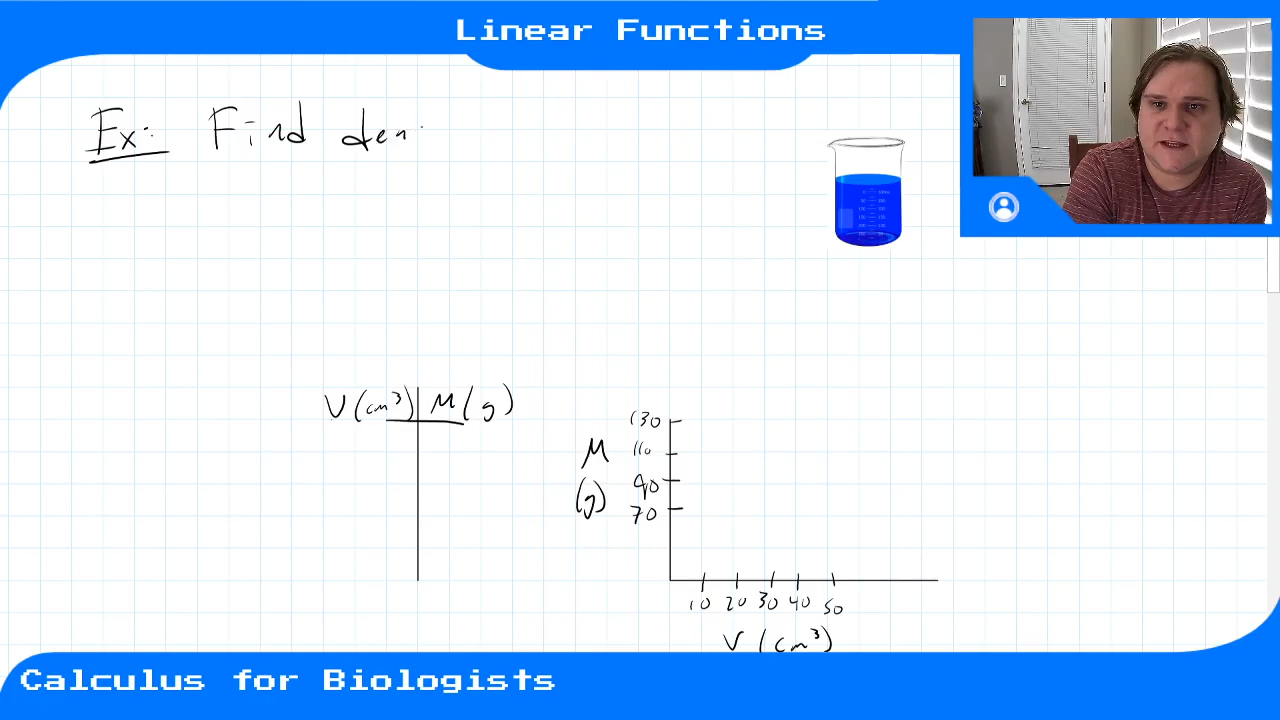 Linear Functions
Ex: Find den
V(cm³) M(g)
M
(g)
130
110
90
70
10 20 30 40 50
V (cm³)
Calculus for Biologists